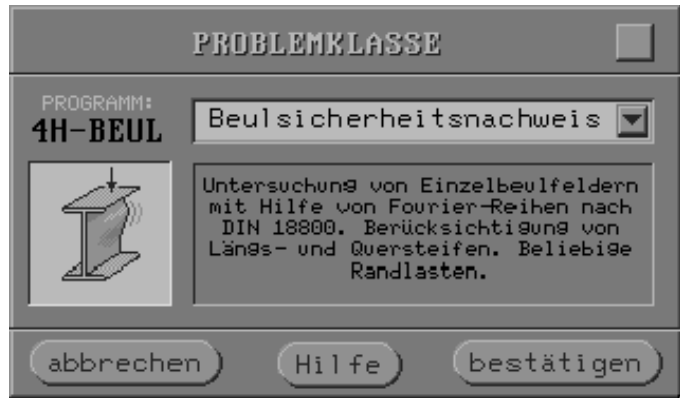 PROBLEMKLASSE
PROGRAMM:
4H-BEUL
Beulsicherheitsnachweis
Untersuchung von Einzelbeulfeldern
mit Hilfe von Fourier-Reihen nach
DIN 18800. Berücksichtigung von
Längs- und Quersteifen. Beliebige
Randlasten.
abbrechen
Hilfe
bestätigen